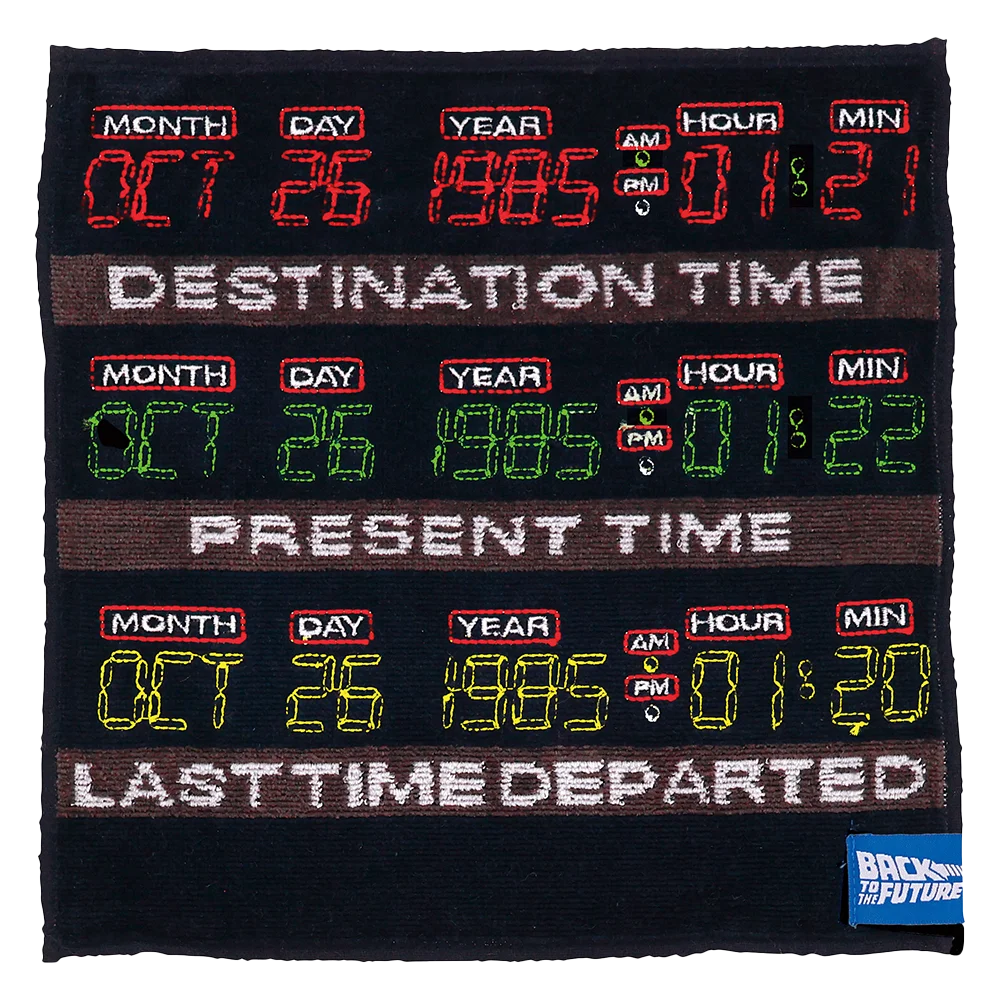 MONTH DAY YEAR AM HOUR MIN
OCT 26 1985 PM 01:21
DESTINATION TIME
MONTH DAY YEAR AM HOUR MIN
OCT 26 1985 PM 01:22
PRESENT TIME
MONTH DAY YEAR AM HOUR MIN
OCT 26 1985 PM 01:20
LAST TIME DEPARTED
BACK
TO THE FUTURE